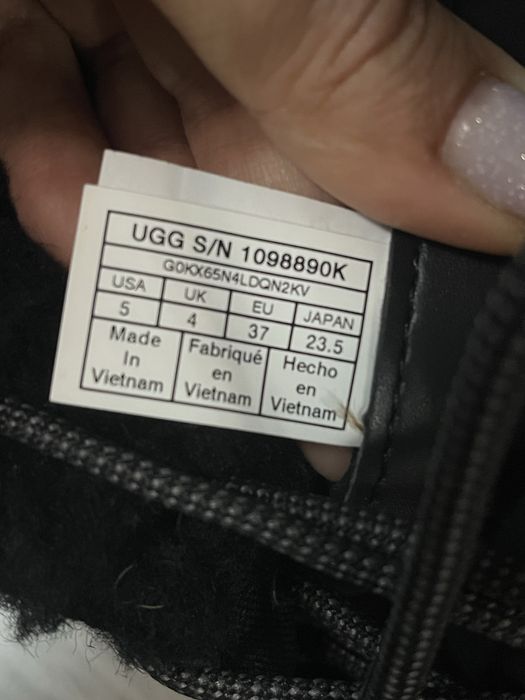 UGG S/N 1098890K
G0KX65N4LDQN2KV
USA UK EU JAPAN
5 4 37 23.5
Made Fabriqué Hecho
In en en
Vietnam Vietnam Vietnam